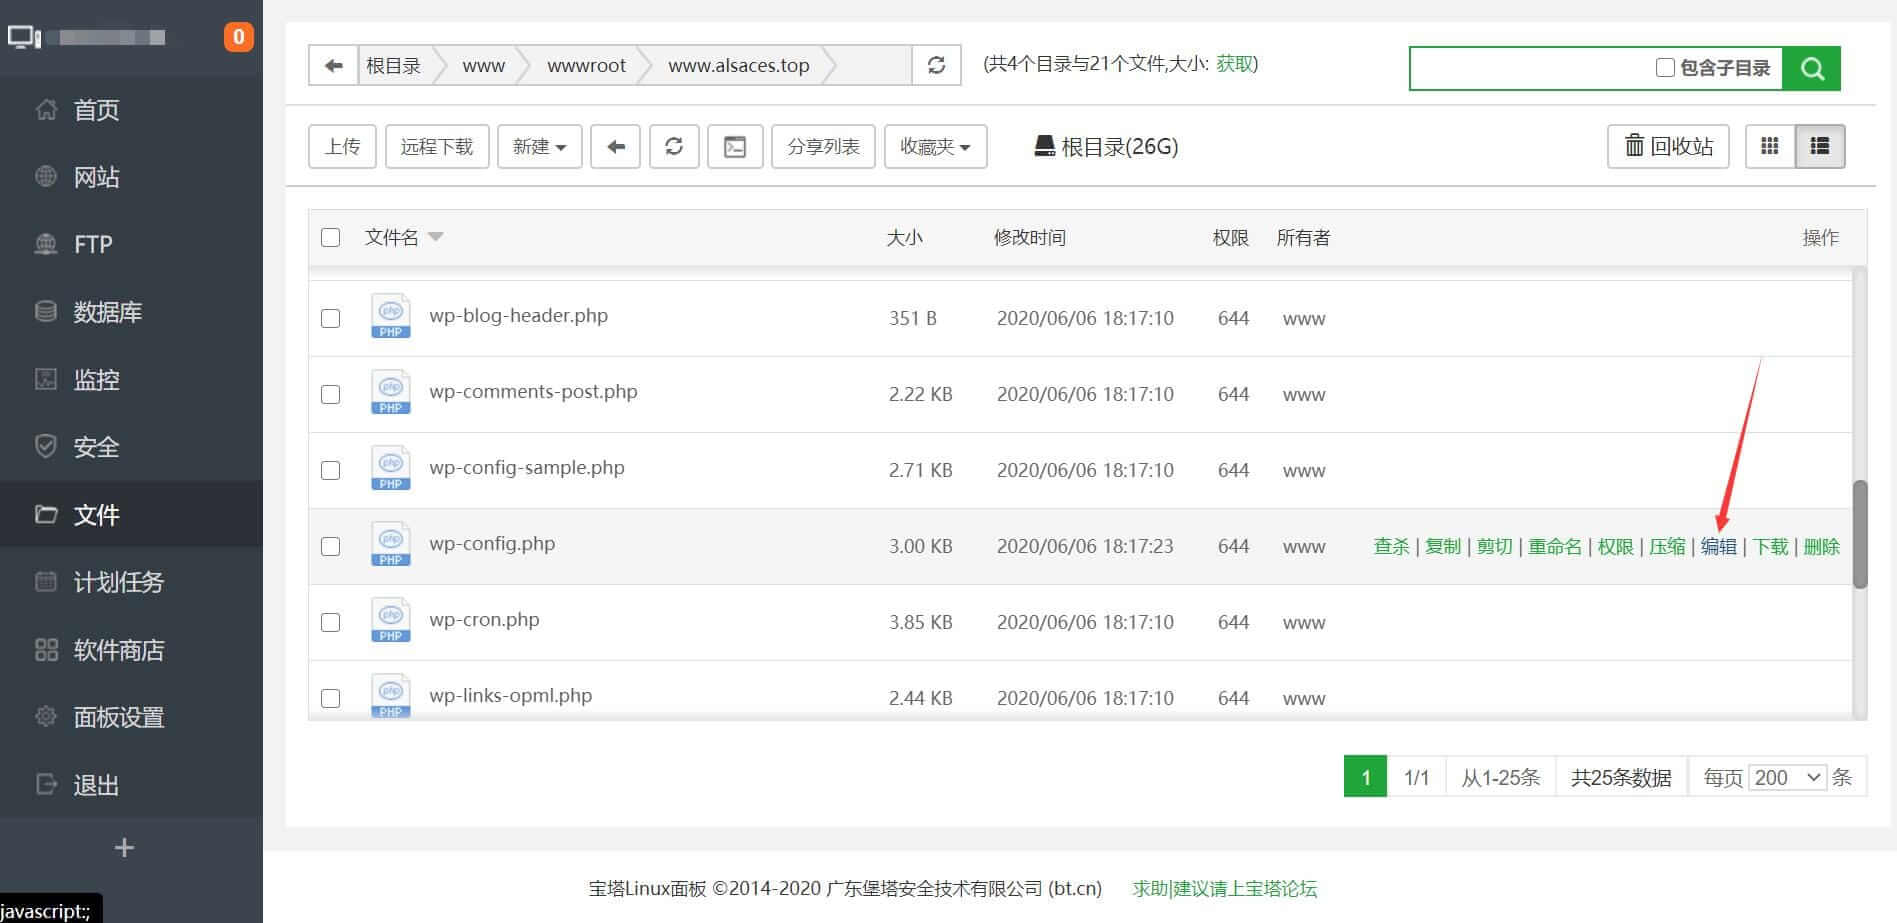 0
首页
网站
FTP
数据库
监控
安全
文件
计划任务
软件商店
面板设置
退出
+
javascript:;
根目录 www wwwroot www.alsaces.top (共4个目录与21个文件,大小: 获取) 包含子目录
上传 远程下载 新建 分享列表 收藏夹 根目录(26G) 回收站
文件名 大小 修改时间 权限 所有者 操作
php PHP wp-blog-header.php 351 B 2020/06/06 18:17:10 644 www
php PHP wp-comments-post.php 2.22 KB 2020/06/06 18:17:10 644 www
php PHP wp-config-sample.php 2.71 KB 2020/06/06 18:17:10 644 www
php PHP wp-config.php 3.00 KB 2020/06/06 18:17:23 644 www 查杀 | 复制 | 剪切 | 重命名 | 权限 | 压缩 | 编辑 | 下载 | 删除
php PHP wp-cron.php 3.85 KB 2020/06/06 18:17:10 644 www
php PHP wp-links-opml.php 2.44 KB 2020/06/06 18:17:10 644 www
1 1/1 从1-25条 共25条数据 每页 200 条
宝塔Linux面板 ©2014-2020 广东堡塔安全技术有限公司 (bt.cn) 求助|建议请上宝塔论坛